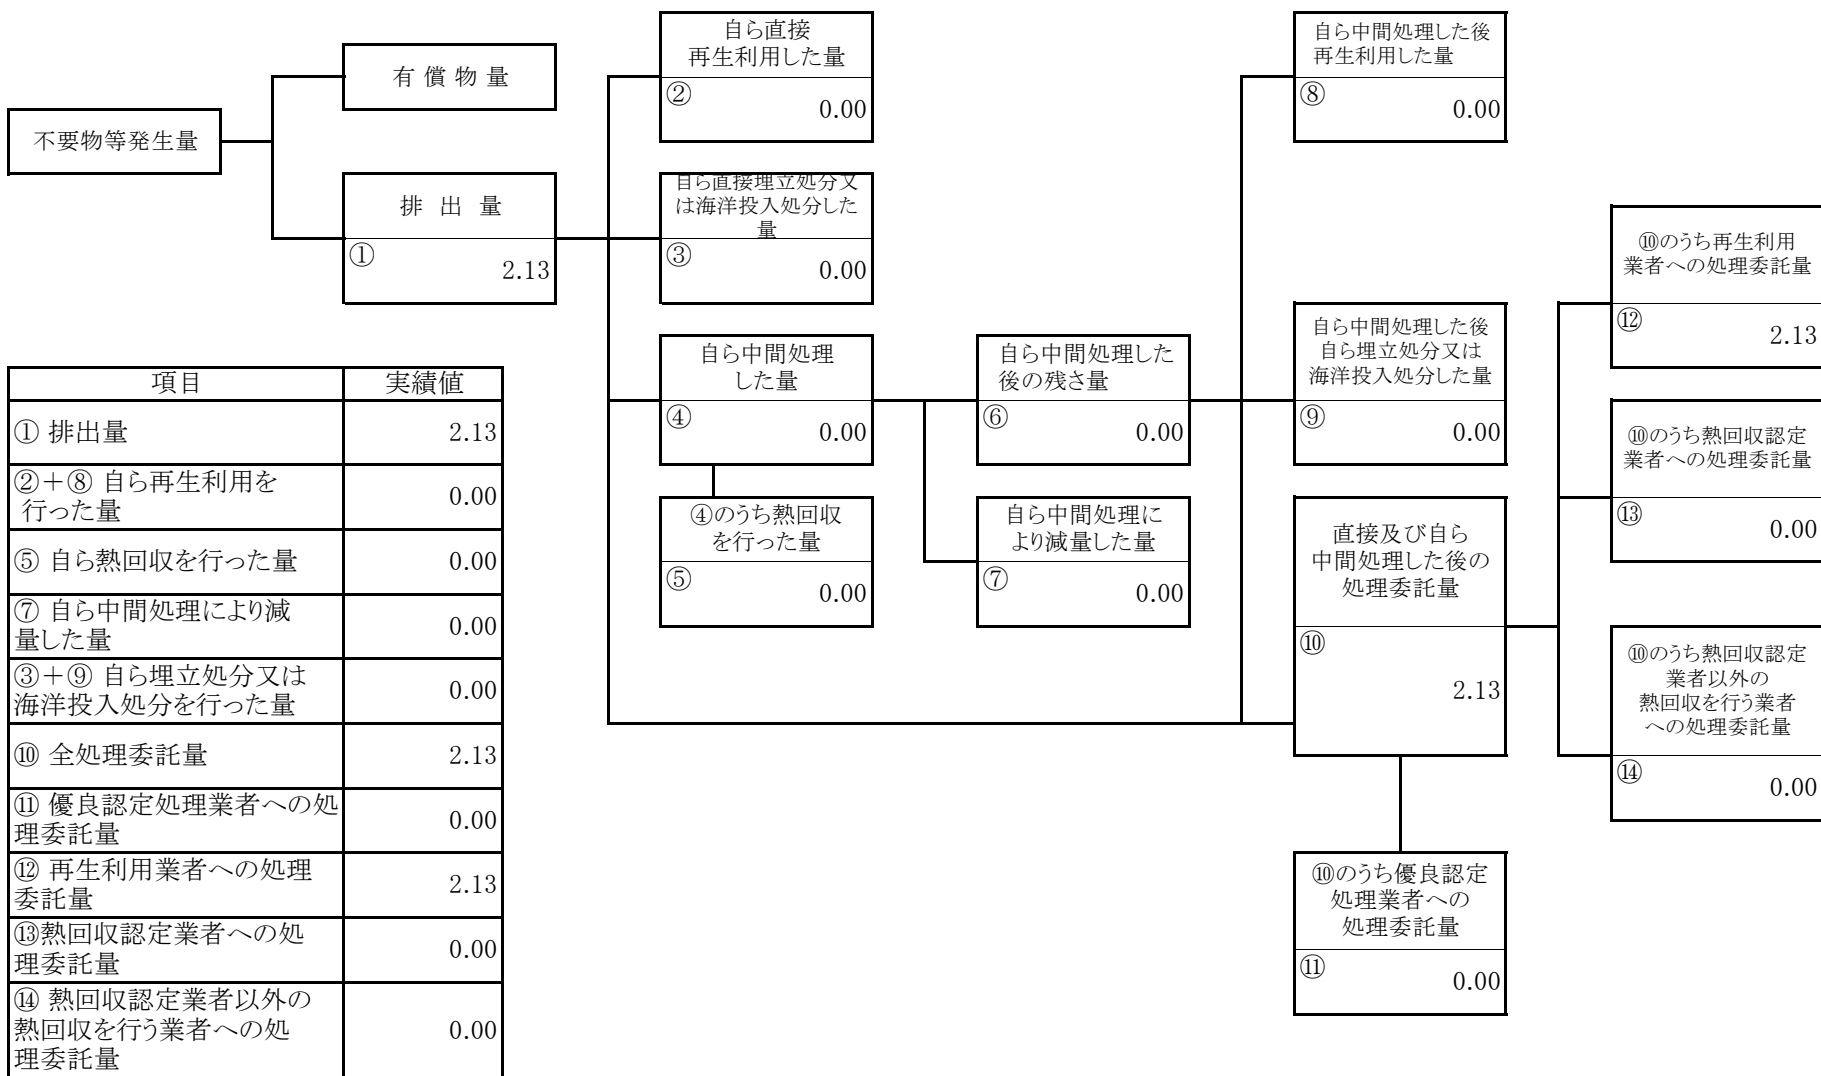 不要物等発生量
有 償 物 量
排 出 量
①
2.13
自ら直接
再生利用した量
②
0.00
自ら直接埋立処分又
は海洋投入処分した
量
③
0.00
自ら中間処理
した量
④
0.00
④のうち熱回収
を行った量
⑤
0.00
自ら中間処理した
後の残さ量
⑥
0.00
自ら中間処理に
より減量した量
⑦
0.00
自ら中間処理した後
再生利用した量
⑧
0.00
自ら中間処理した後
自ら埋立処分又は
海洋投入処分した量
⑨
0.00
直接及び自ら
中間処理した後の
処理委託量
⑩
2.13
⑩のうち優良認定
処理業者への
処理委託量
⑪
0.00
⑩のうち再生利用
業者への処理委託量
⑫
2.13
⑩のうち熱回収認定
業者への処理委託量
⑬
0.00
⑩のうち熱回収認定
業者以外の
熱回収を行う業者
への処理委託量
⑭
0.00
項目 実績値
① 排出量 2.13
②＋⑧ 自ら再生利用を
行った量 0.00
⑤ 自ら熱回収を行った量 0.00
⑦ 自ら中間処理により減
量した量 0.00
③＋⑨ 自ら埋立処分又は
海洋投入処分を行った量 0.00
⑩ 全処理委託量 2.13
⑪ 優良認定処理業者への処
理委託量 0.00
⑫ 再生利用業者への処理
委託量 2.13
⑬熱回収認定業者への処
理委託量 0.00
⑭ 熱回収認定業者以外の
熱回収を行う業者への処
理委託量 0.00